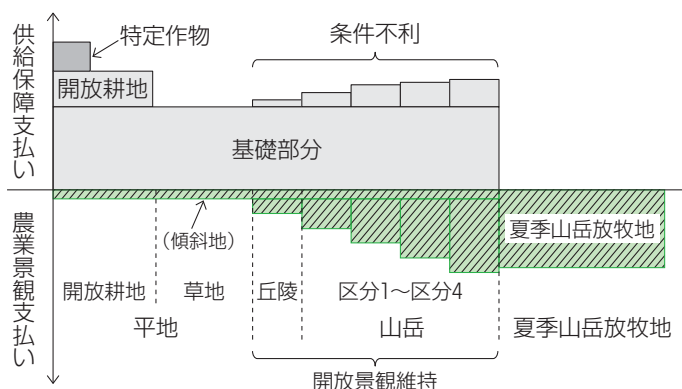 供給保障支払い
特定作物
条件不利
開放耕地
基礎部分
農業景観支払い
(傾斜地)
夏季山岳放牧地
開放耕地
草地
丘陵
区分1〜区分4
平地
山岳
夏季山岳放牧地
開放景観維持